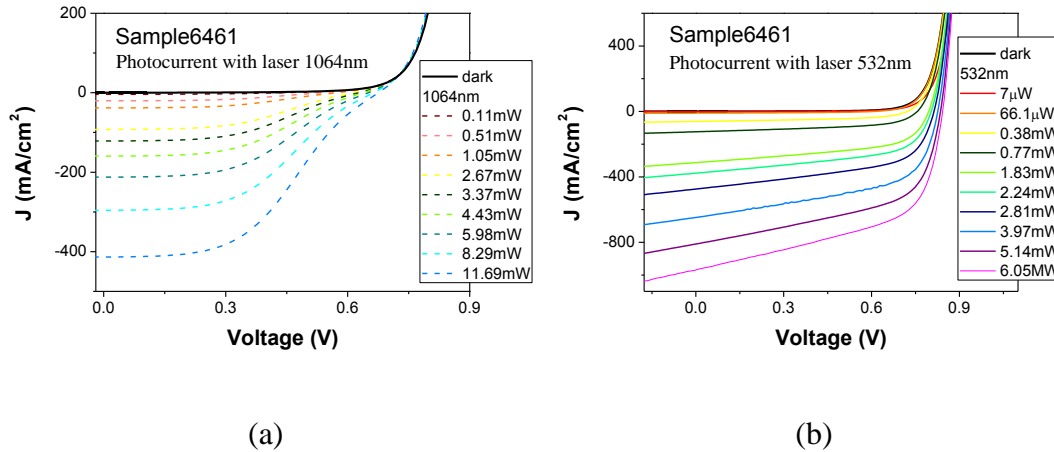 Sample6461
Photocurrent with laser 1064nm
dark
1064nm
0.11mW
0.51mW
1.05mW
2.67mW
3.37mW
4.43mW
5.98mW
8.29mW
11.69mW
200
0
-200
-400
J (mA/cm²)
0.0
0.3
0.6
0.9
Voltage (V)
(a)
Sample6461
Photocurrent with laser 532nm
dark
532nm
7μW
66.1μW
0.38mW
0.77mW
1.83mW
2.24mW
2.81mW
3.97mW
5.14mW
6.05MW
400
0
-400
-800
J (mA/cm²)
0.0
0.3
0.6
0.9
Voltage (V)
(b)